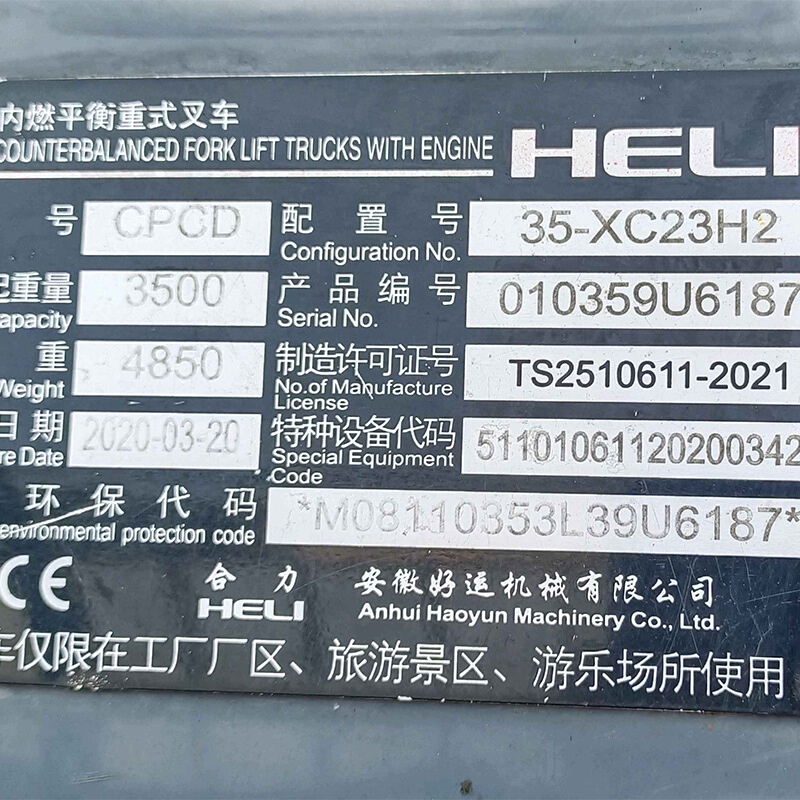 内燃平衡重式叉车
COUNTERBALANCED FORK LIFT TRUCKS WITH ENGINE HELI
号 CPCD 配置号 35-XC23H2
Configuration No.
起重量 3500 产品编号 010359U6187
apacity Serial No.
重 4850 制造许可证号 TS2510611-2021
Weight No.of Manufacture
License
日期 2020-03-20 特种设备代码 51101061120200342
re Date Special Equipment
Code
环保代码 *M08110353L39U6187*
environmental protection code
CE 合力 安徽好运机械有限公司
HELI Anhui Haoyun Machinery Co., Ltd.
车仅限在工厂厂区、旅游景区、游乐场所使用